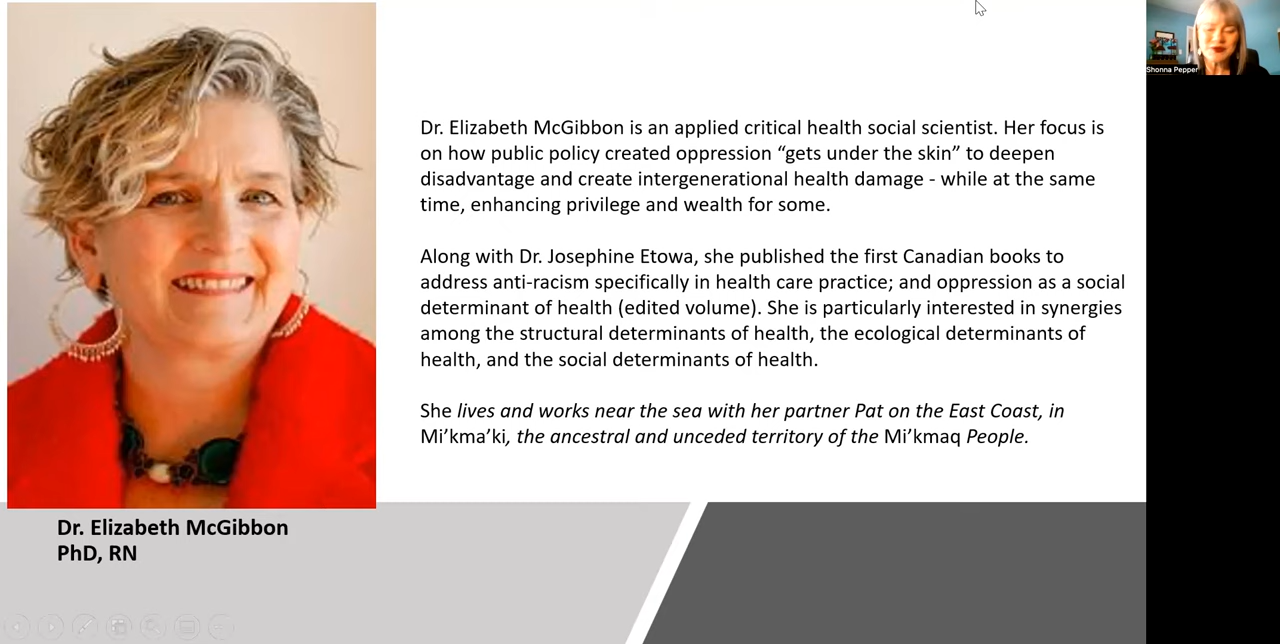 Dr. Elizabeth McGibbon is an applied critical health social scientist. Her focus is
on how public policy created oppression “gets under the skin” to deepen
disadvantage and create intergenerational health damage - while at the same
time, enhancing privilege and wealth for some.
Along with Dr. Josephine Etowa, she published the first Canadian books to
address anti-racism specifically in health care practice; and oppression as a social
determinant of health (edited volume). She is particularly interested in synergies
among the structural determinants of health, the ecological determinants of
health, and the social determinants of health.
She lives and works near the sea with her partner Pat on the East Coast, in
Mi’kma’ki, the ancestral and unceded territory of the Mi’kmaq People.
Dr. Elizabeth McGibbon
PhD, RN
Shonna Pepper